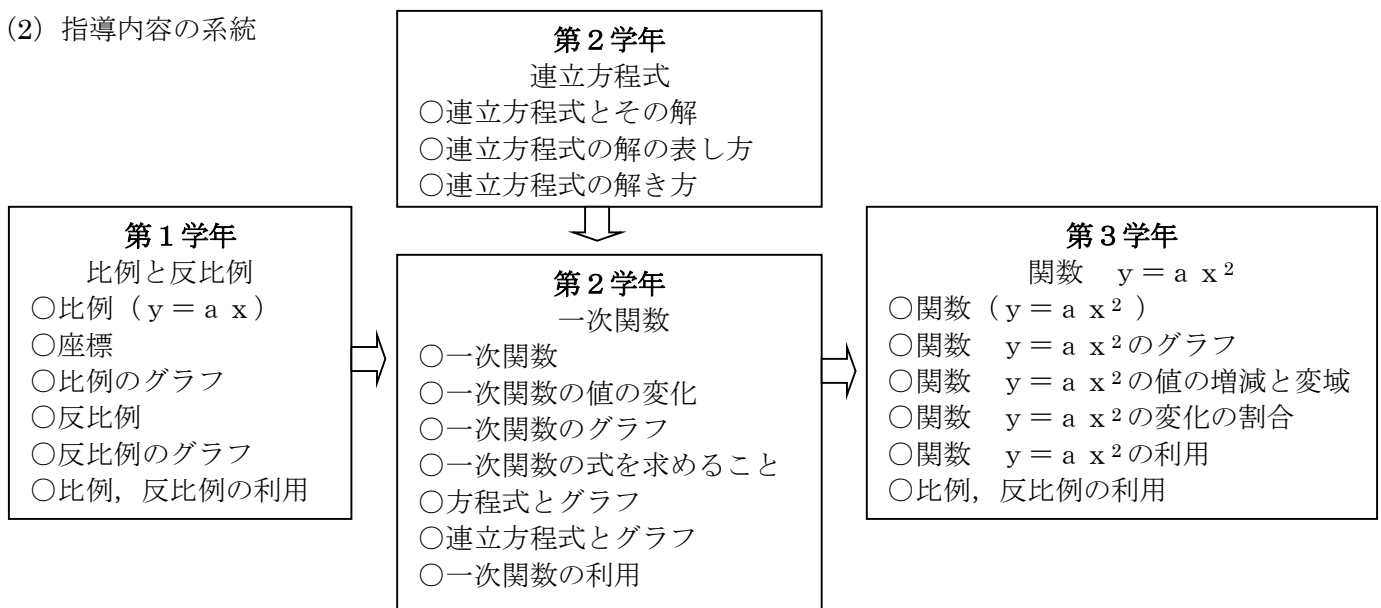 (2) 指導内容の系統
第2学年
連立方程式
○連立方程式とその解
○連立方程式の解の表し方
○連立方程式の解き方
第1学年
比例と反比例
○比例（ｙ＝ａｘ）
○座標
○比例のグラフ
○反比例
○反比例のグラフ
○比例，反比例の利用
第2学年
一次関数
○一次関数
○一次関数の値の変化
○一次関数のグラフ
○一次関数の式を求めること
○方程式とグラフ
○連立方程式とグラフ
○一次関数の利用
第3学年
関数　ｙ＝ａｘ²
○関数（ｙ＝ａｘ²）
○関数　ｙ＝ａｘ²のグラフ
○関数　ｙ＝ａｘ²の値の増減と変域
○関数　ｙ＝ａｘ²の変化の割合
○関数　ｙ＝ａｘ²の利用
○比例，反比例の利用